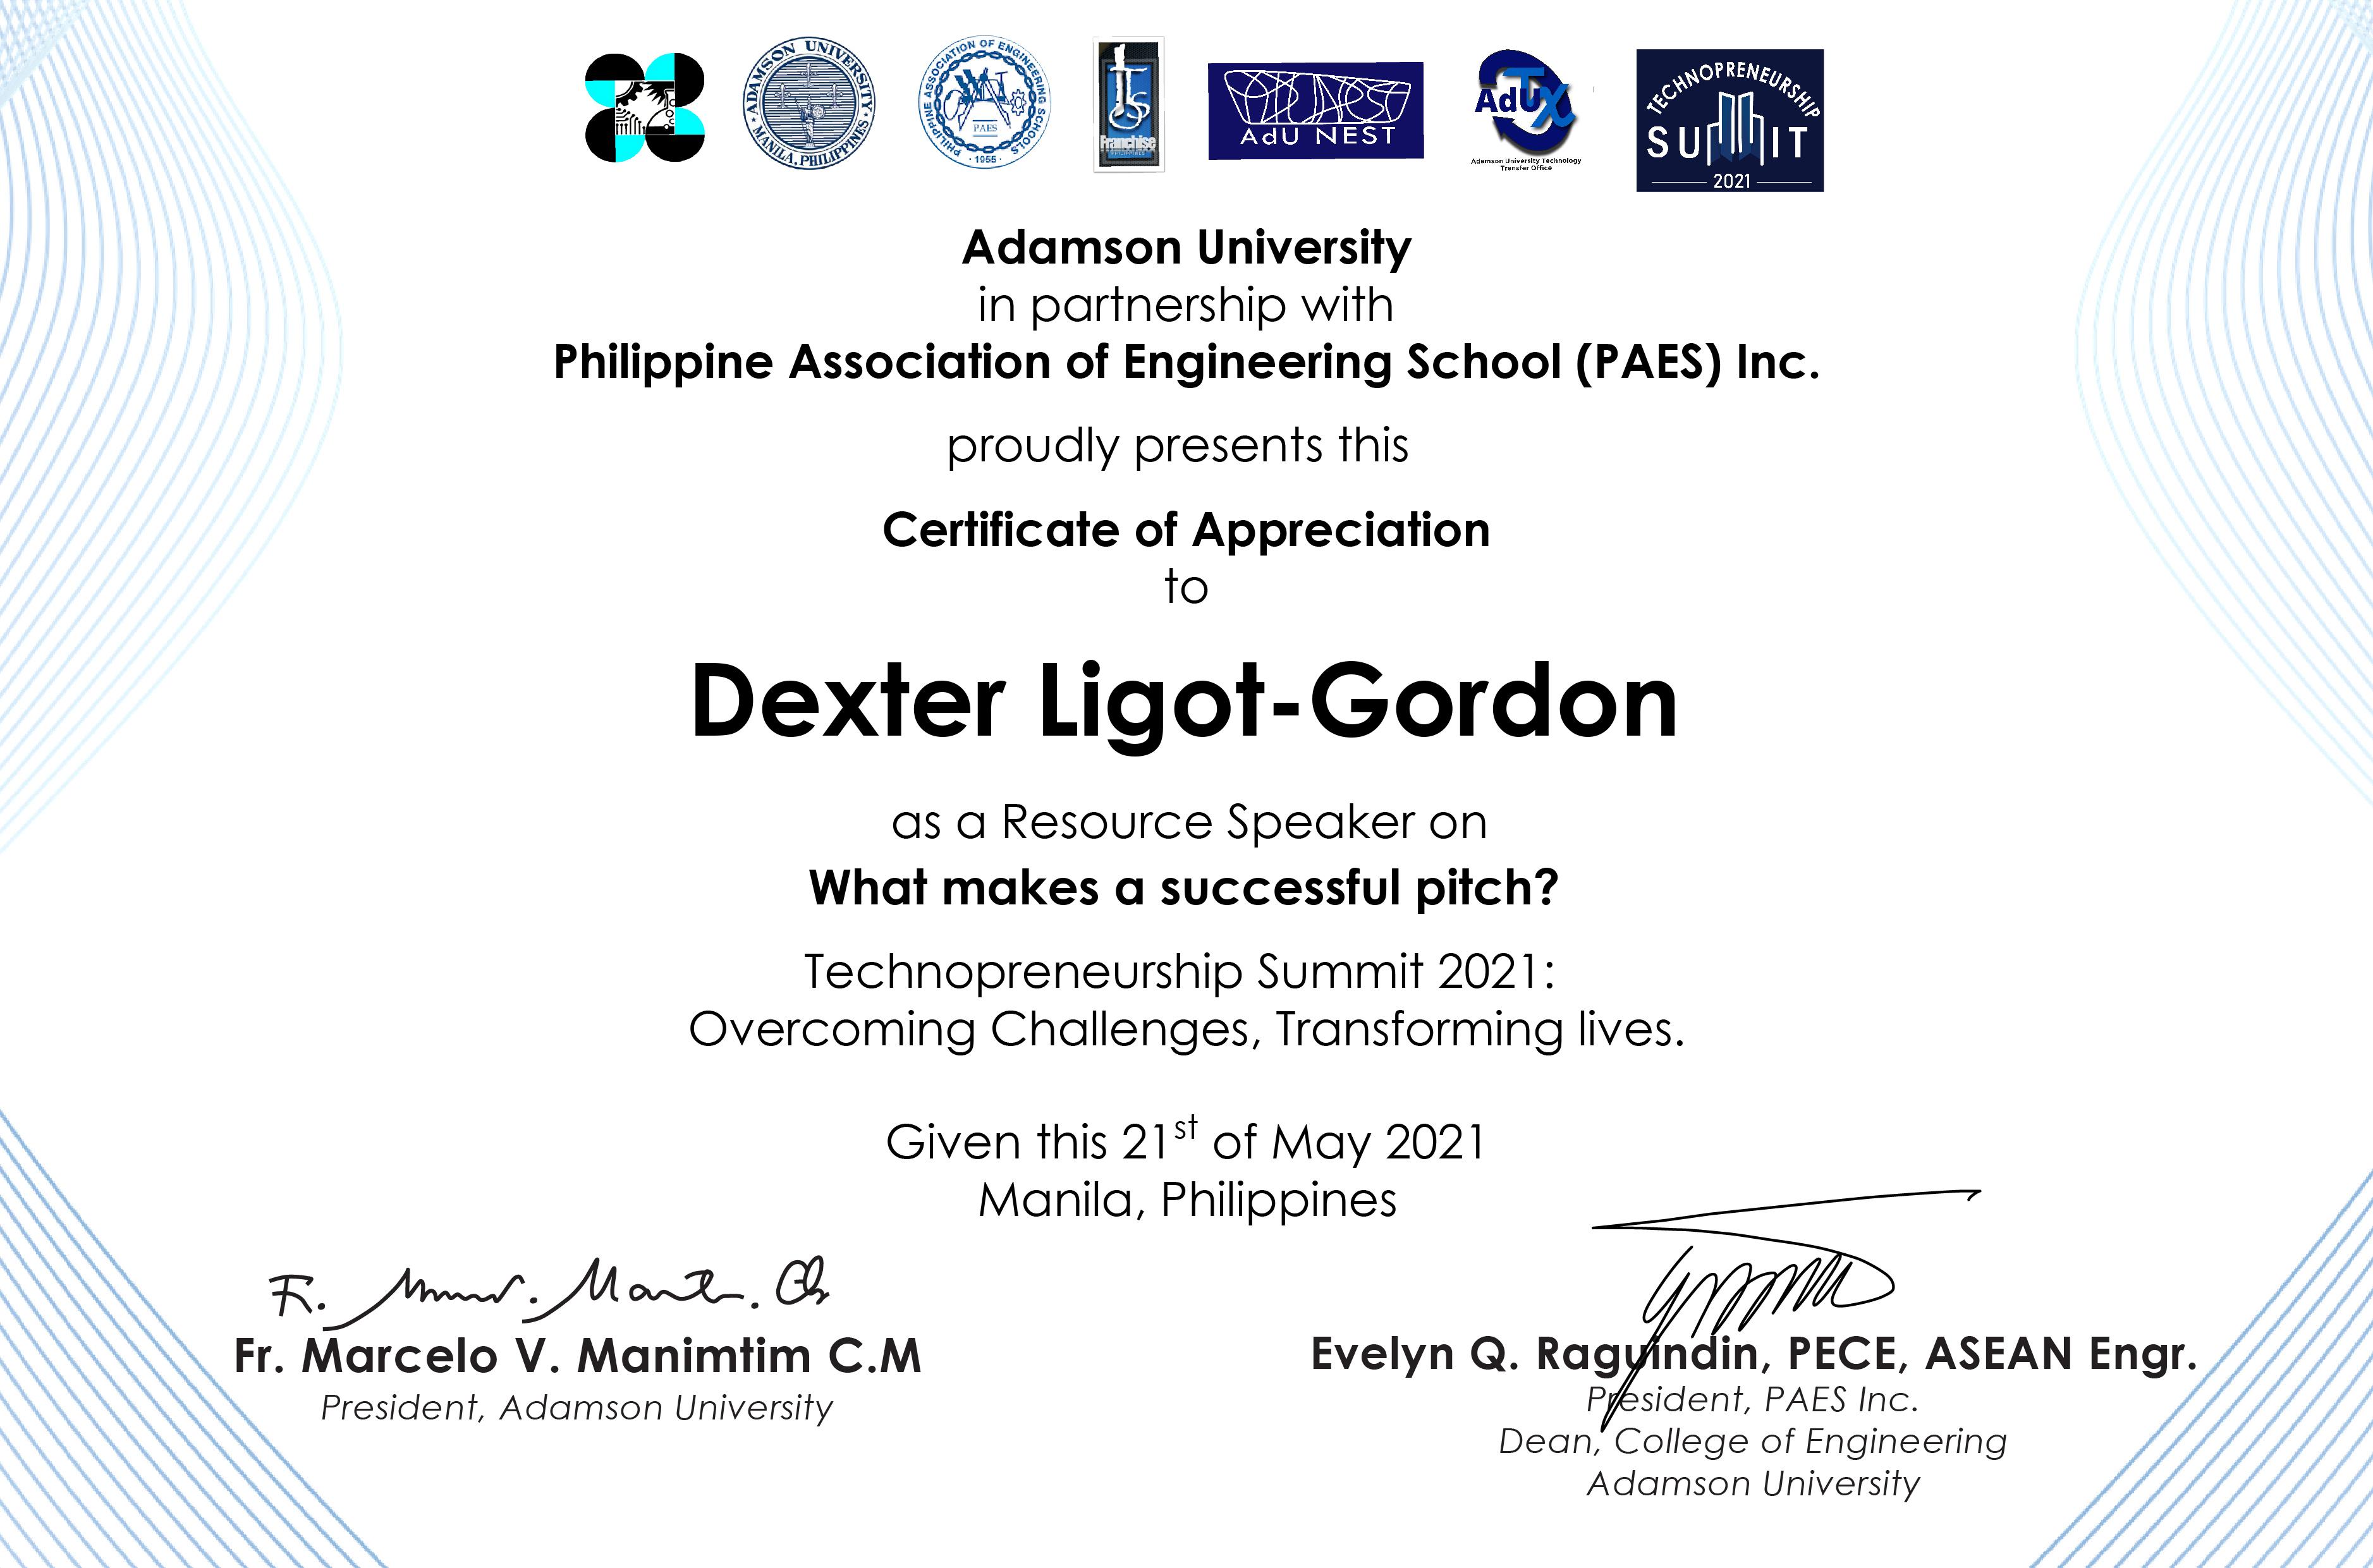 ADAMSON UNIVERSITY
MANILA, PHILIPPINES
PHILIPPINE ASSOCIATION OF ENGINEERING SCHOOLS
PAES
1955
Franchise
AdU NEST
AdUTX
Adamson University Technology
Transfer Office
TECHNOPRENEURSHIP
SUMMIT
2021
Adamson University
in partnership with
Philippine Association of Engineering School (PAES) Inc.
proudly presents this
Certificate of Appreciation
to
Dexter Ligot-Gordon
as a Resource Speaker on
What makes a successful pitch?
Technopreneurship Summit 2021:
Overcoming Challenges, Transforming lives.
Given this 21st of May 2021
Manila, Philippines
Fr. Marcelo V. Manimtim C.M
President, Adamson University
Evelyn Q. Raguindin, PECE, ASEAN Engr.
President, PAES Inc.
Dean, College of Engineering
Adamson University